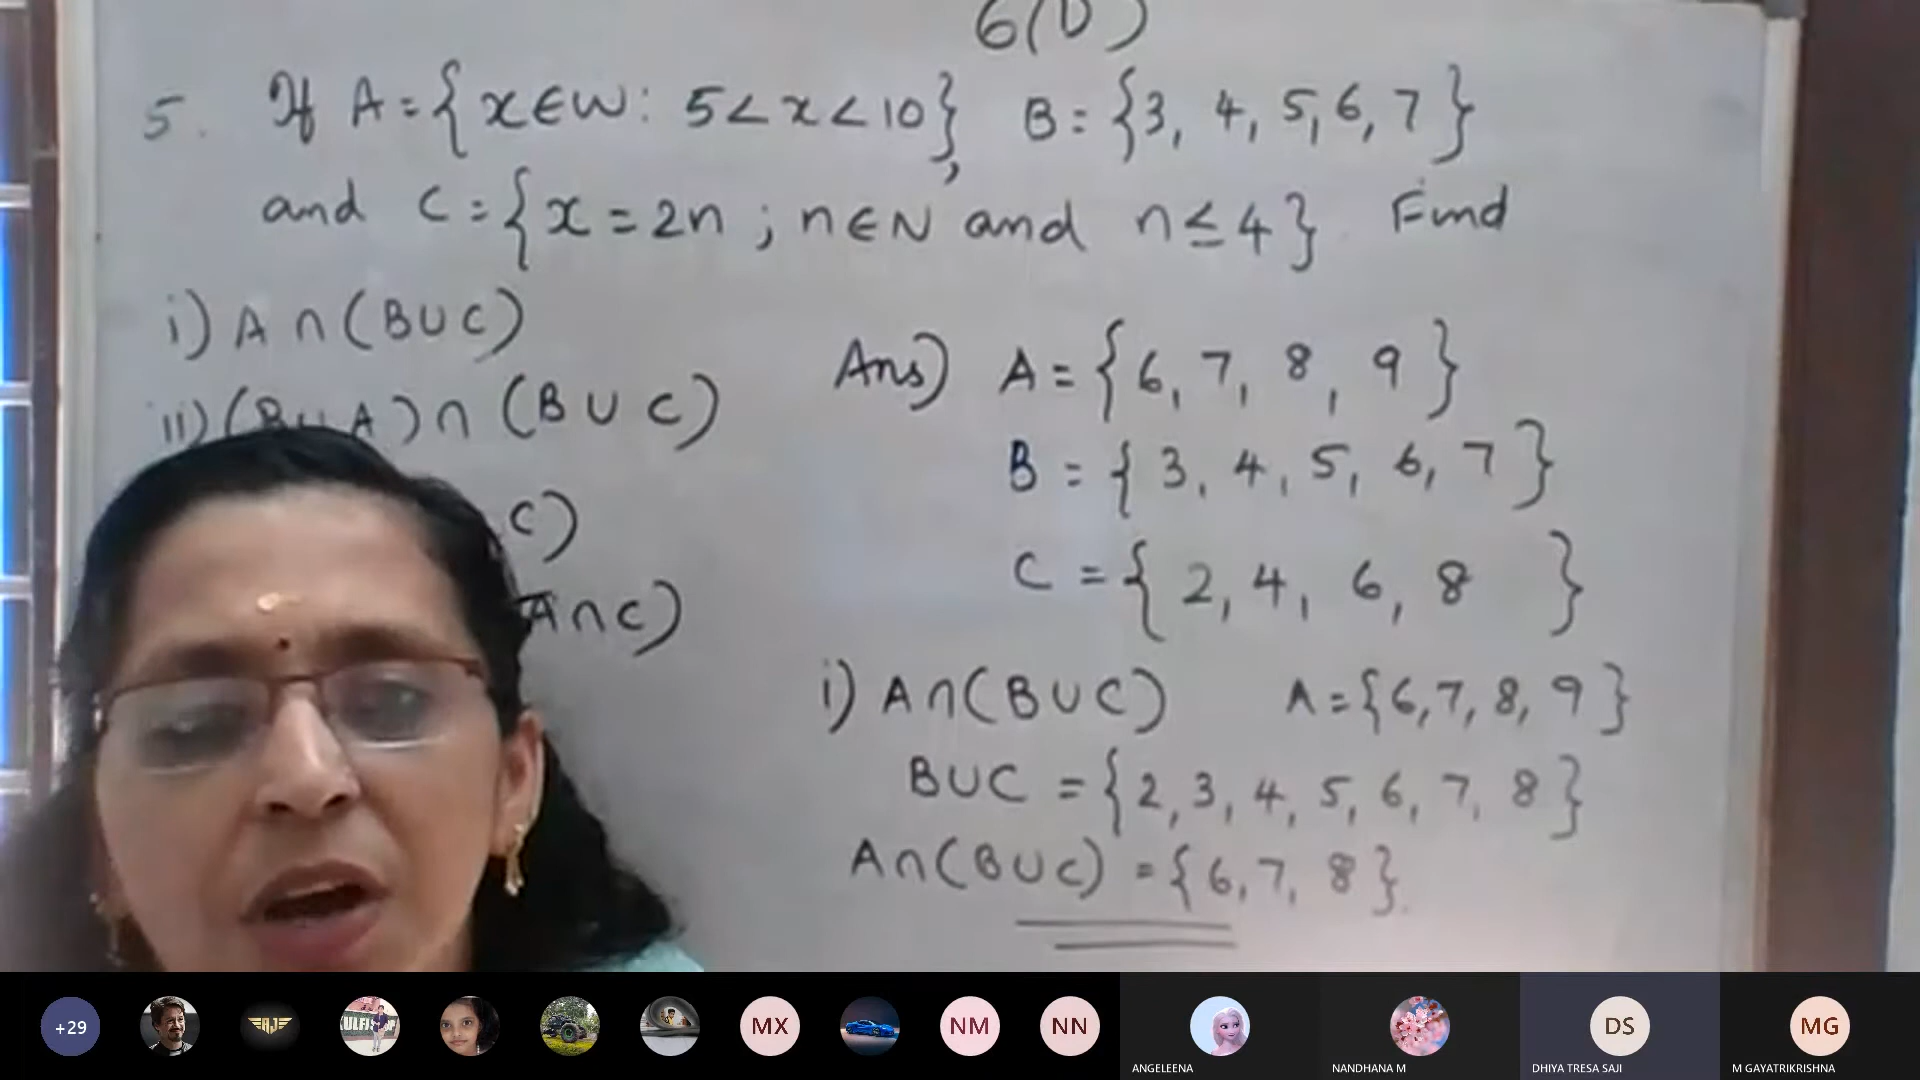 6(D)
5. If A = {x∈W: 5<x<10}, B = {3, 4, 5, 6, 7}
and C = {x = 2n ; n∈N and n≤4}. Find
i) A∩(B∪C)
ii) (B∪A)∩(B∪C)
C)
A∩C)
Ans) A = {6, 7, 8, 9}
B = {3, 4, 5, 6, 7}
C = {2, 4, 6, 8 }
i) A∩(B∪C) A = {6, 7, 8, 9}
B∪C = {2, 3, 4, 5, 6, 7, 8}
A∩(B∪C) = {6, 7, 8}.
+29
MX
NM
NN
ANGELEENA
NANDHANA M
DS
DHIYA TRESA SAJI
MG
M GAYATRIKRISHNA